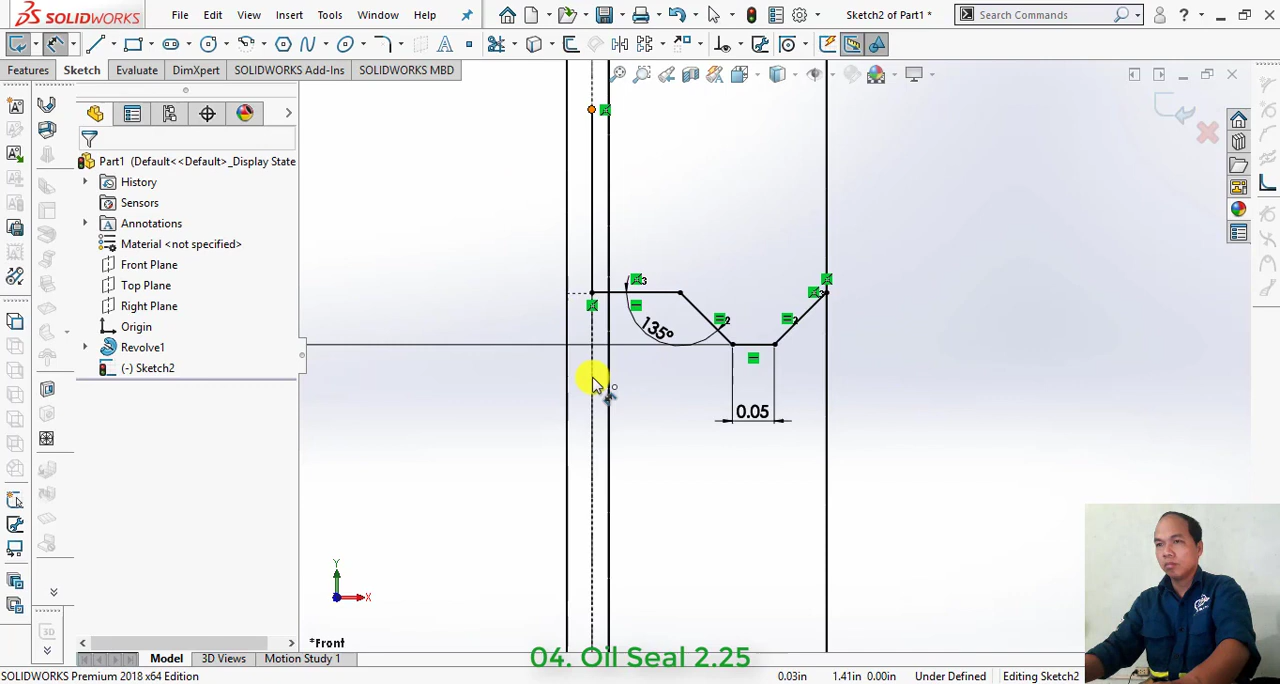 SOLIDWORKS
File Edit View Insert Tools Window Help
Sketch2 of Part1 *
Search Commands
Features Sketch Evaluate DimXpert SOLIDWORKS Add-Ins SOLIDWORKS MBD
Part1 (Default<<Default>_Display State
History
Sensors
Annotations
Material <not specified>
Front Plane
Top Plane
Right Plane
Origin
Revolve1
(-) Sketch2
135°
0.05
Y
X
*Front
Model 3D Views Motion Study 1
04. Oil Seal 2.25
SOLIDWORKS Premium 2018 x64 Edition
0.03in 1.41in 0.00in Under Defined Editing Sketch2